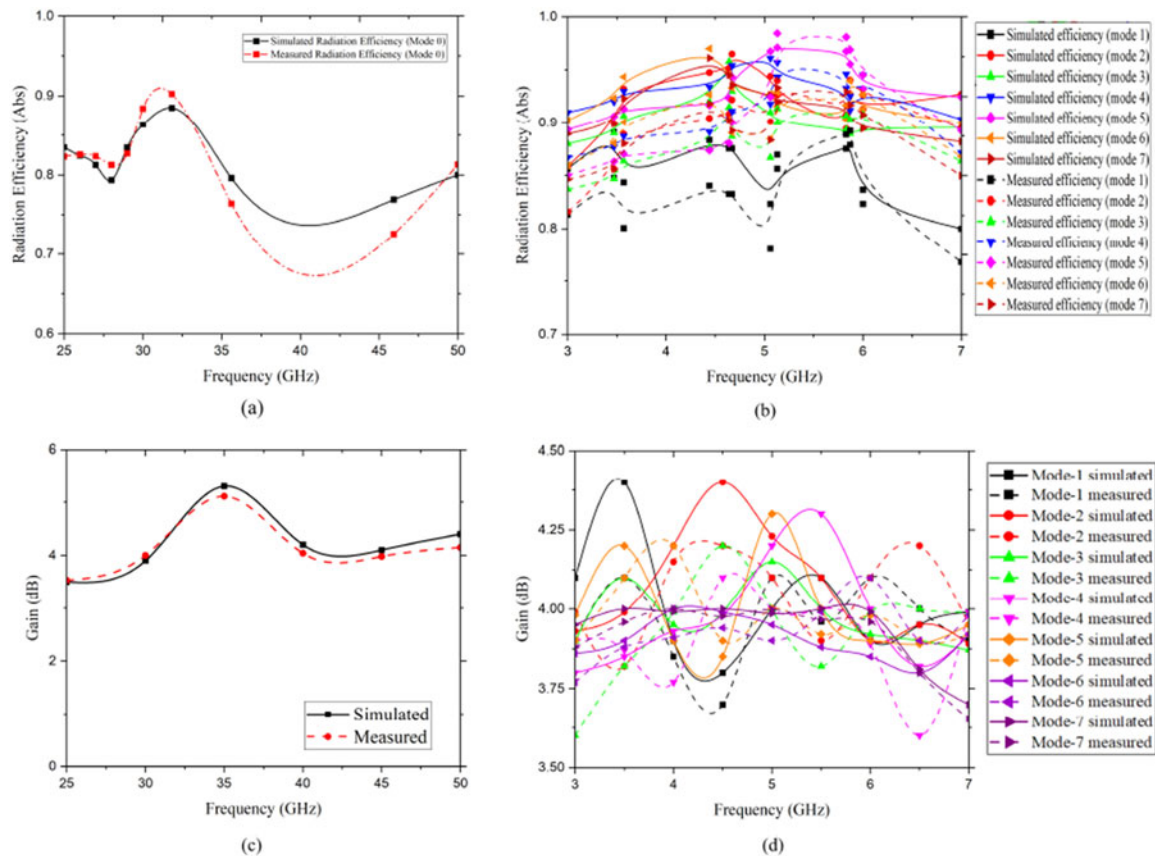 1.0
0.9
0.8
0.7
0.6
25
30
35
40
45
50
Radiation Efficiency (Abs)
Frequency (GHz)
Simulated Radiation Efficiency (Mode 0)
Measured Radiation Efficiency (Mode 0)
(a)
1.0
0.9
0.8
0.7
3
4
5
6
7
Radiation Efficiency (Abs)
Frequency (GHz)
Simulated efficiency (mode 1)
Simulated efficiency (mode 2)
Simulated efficiency (mode 3)
Simulated efficiency (mode 4)
Simulated efficiency (mode 5)
Simulated efficiency (mode 6)
Simulated efficiency (mode 7)
Measured efficiency (mode 1)
Measured efficiency (mode 2)
Measured efficiency (mode 3)
Measured efficiency (mode 4)
Measured efficiency (mode 5)
Measured efficiency (mode 6)
Measured efficiency (mode 7)
(b)
6
4
2
0
25
30
35
40
45
50
Gain (dB)
Frequency (GHz)
Simulated
Measured
(c)
4.50
4.25
4.00
3.75
3.50
3
4
5
6
7
Gain (dB)
Frequency (GHz)
Mode-1 simulated
Mode-1 measured
Mode-2 simulated
Mode-2 measured
Mode-3 simulated
Mode-3 measured
Mode-4 simulated
Mode-4 measured
Mode-5 simulated
Mode-5 measured
Mode-6 simulated
Mode-6 measured
Mode-7 simulated
Mode-7 measured
(d)